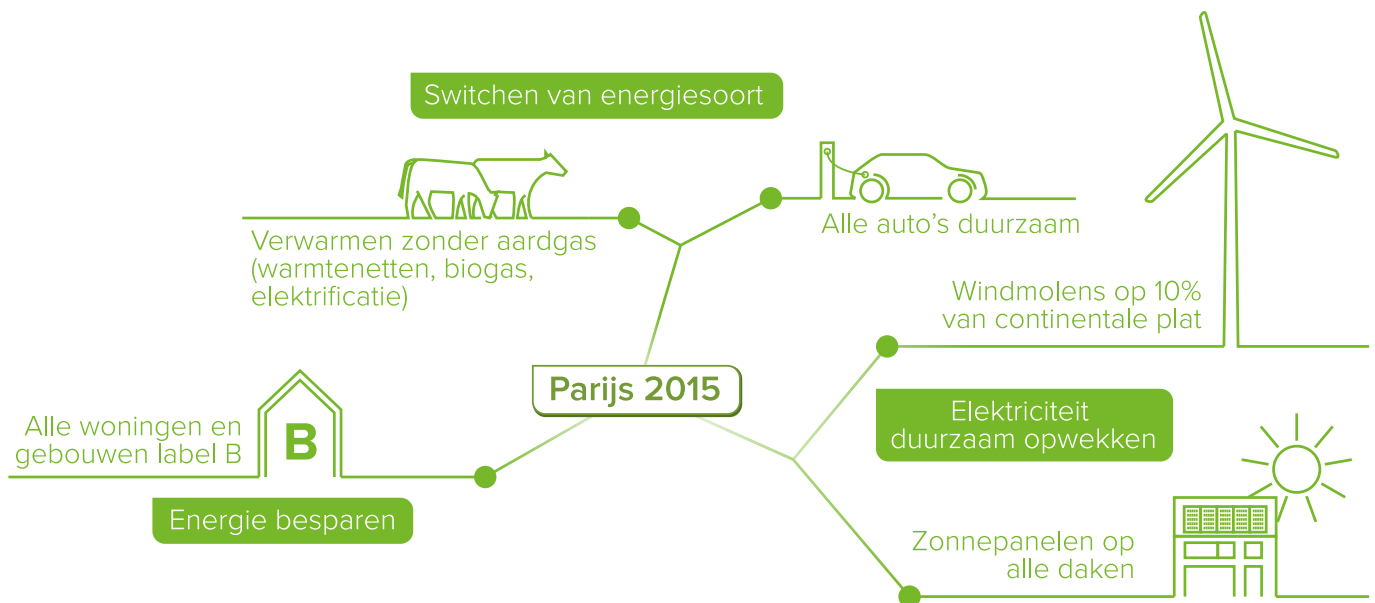 Switchen van energiesoort
Verwarmen zonder aardgas
(warmtenetten, biogas,
elektrificatie)
Alle auto's duurzaam
Windmolens op 10%
van continentale plat
Parijs 2015
Alle woningen en
gebouwen label B
B
Energie besparen
Elektriciteit
duurzaam opwekken
Zonnepanelen op
alle daken